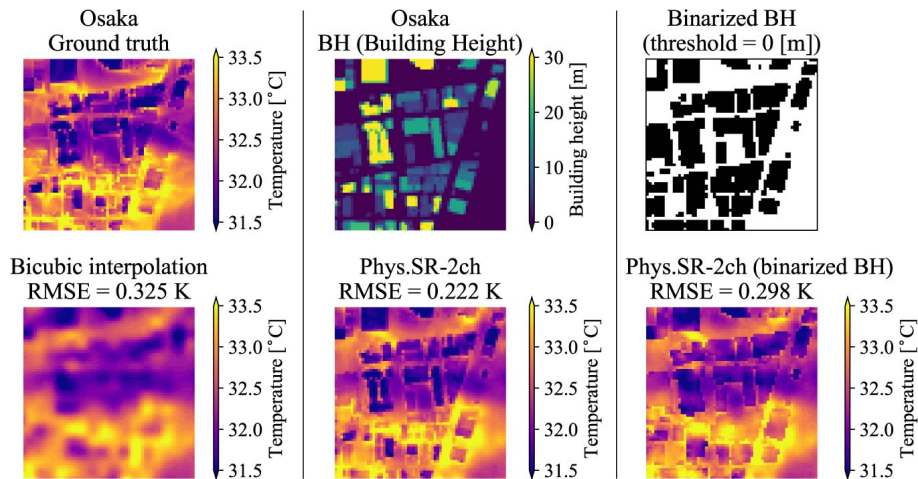 Osaka
Ground truth
33.5
33.0
32.5
32.0
31.5
Temperature [°C]
Osaka
BH (Building Height)
30
20
10
0
Building height [m]
Binarized BH
(threshold = 0 [m])
Bicubic interpolation
RMSE = 0.325 K
33.5
33.0
32.5
32.0
31.5
Temperature [°C]
Phys.SR-2ch
RMSE = 0.222 K
33.5
33.0
32.5
32.0
31.5
Temperature [°C]
Phys.SR-2ch (binarized BH)
RMSE = 0.298 K
33.5
33.0
32.5
32.0
31.5
Temperature [°C]